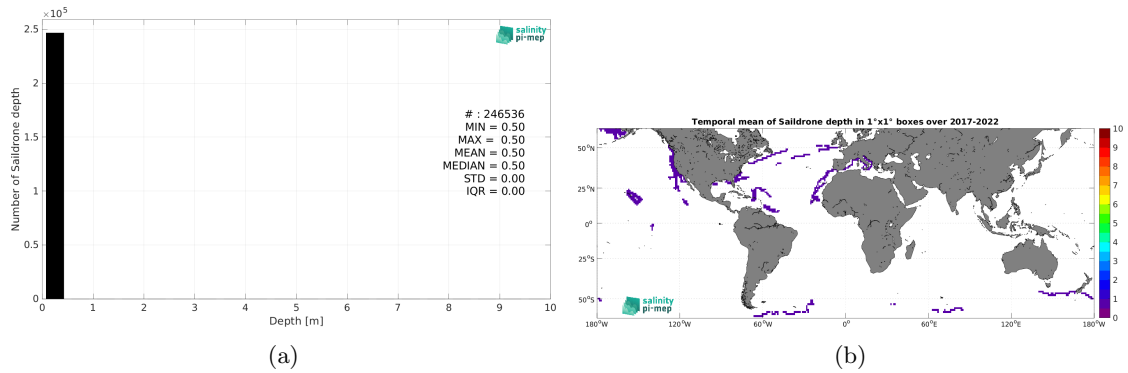 ×10^5
salinity
pi-mep
2.5
2
1.5
1
0.5
0
Number of Saildrone depth
# : 246536
MIN = 0.50
MAX = 0.50
MEAN = 0.50
MEDIAN = 0.50
STD = 0.00
IQR = 0.00
0 1 2 3 4 5 6 7 8 9 10
Depth [m]
(a)
Temporal mean of Saildrone depth in 1°x1° boxes over 2017-2022
50°N
25°N
0°
25°S
50°S
salinity
pi-mep
180°W 120°W 60°W 0°E 60°E 120°E 180°W
10
9
8
7
6
5
4
3
2
1
0
(b)